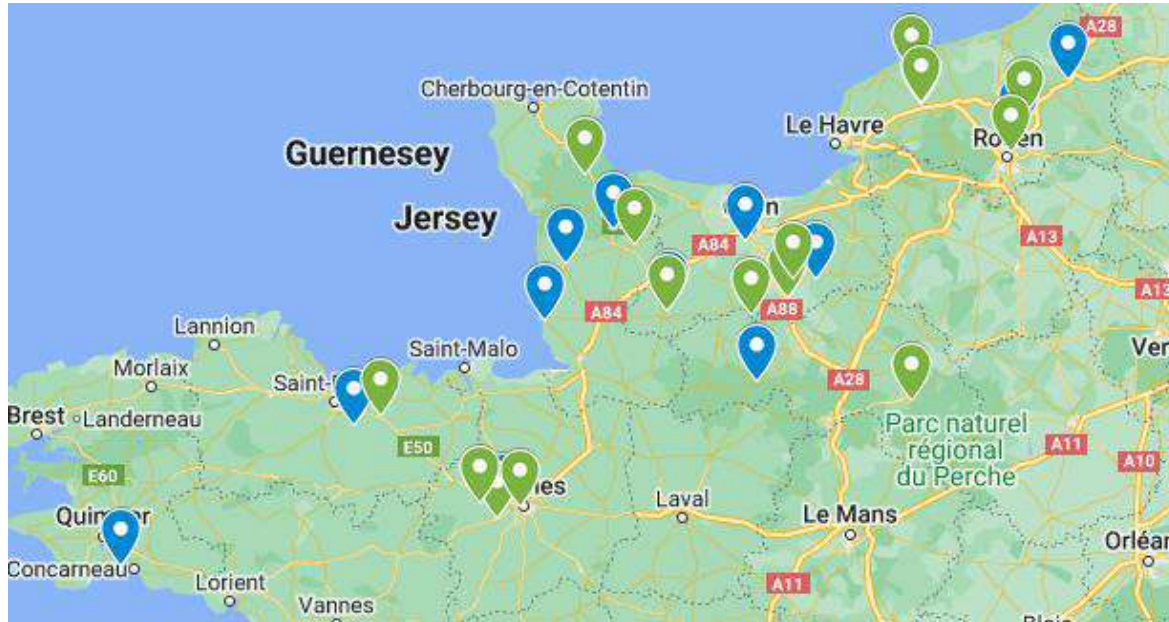 A28
Cherbourg-en-Cotentin
Le Havre
Guernesey
Jersey
A84
A13
A13
A84
A88
Lannion
Saint-Malo
Morlaix
A28
Brest
Landerneau
E50
Parc naturel
régional
du Perche
A11
A10
E60
Laval
Le Mans
Concarneau
Lorient
A11
Vannes